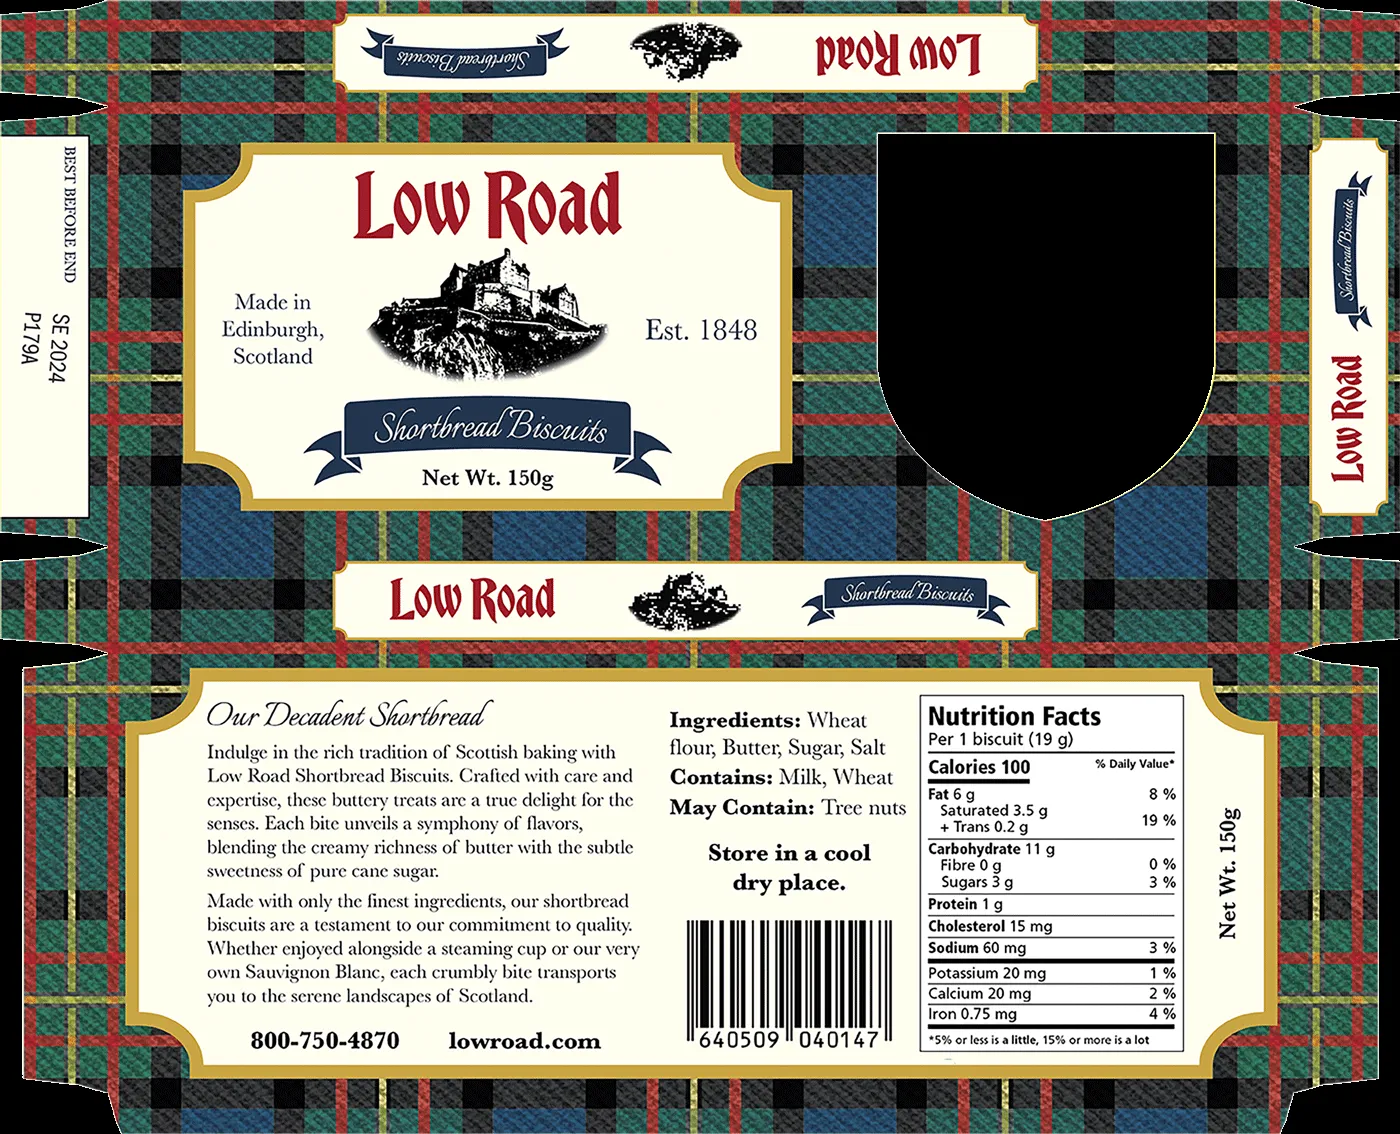 Shortbread Biscuits
Low Road
BEST BEFORE END
SE 2024
P1 179A
Low Road
Made in
Edinburgh,
Scotland
Est. 1848
Shortbread Biscuits
Net Wt. 150g
Shortbread Biscuits
Low Road
Low Road
Shortbread Biscuits
Our Decadent Shortbread
Indulge in the rich tradition of Scottish baking with
Low Road Shortbread Biscuits. Crafted with care and
expertise, these buttery treats are a true delight for the
senses. Each bite unveils a symphony of flavors,
blending the creamy richness of butter with the subtle
sweetness of pure cane sugar.
Made with only the finest ingredients, our shortbread
biscuits are a testament to our commitment to quality.
Whether enjoyed alongside a steaming cup or our very
own Sauvignon Blanc, each crumbly bite transports
you to the serene landscapes of Scotland.
800-750-4870 lowroad.com
Ingredients: Wheat
flour, Butter, Sugar, Salt
Contains: Milk, Wheat
May Contain: Tree nuts
Store in a cool
dry place.
640509 040147
Nutrition Facts
Per 1 biscuit (19 g)
Calories 100 % Daily Value*
Fat 6 g 8 %
Saturated 3.5 g
+ Trans 0.2 g 19 %
Carbohydrate 11 g
Fibre 0 g 0 %
Sugars 3 g 3 %
Protein 1 g
Cholesterol 15 mg
Sodium 60 mg 3 %
Potassium 20 mg 1 %
Calcium 20 mg 2 %
Iron 0.75 mg 4 %
*5% or less is a little, 15% or more is a lot
Net Wt. 150g